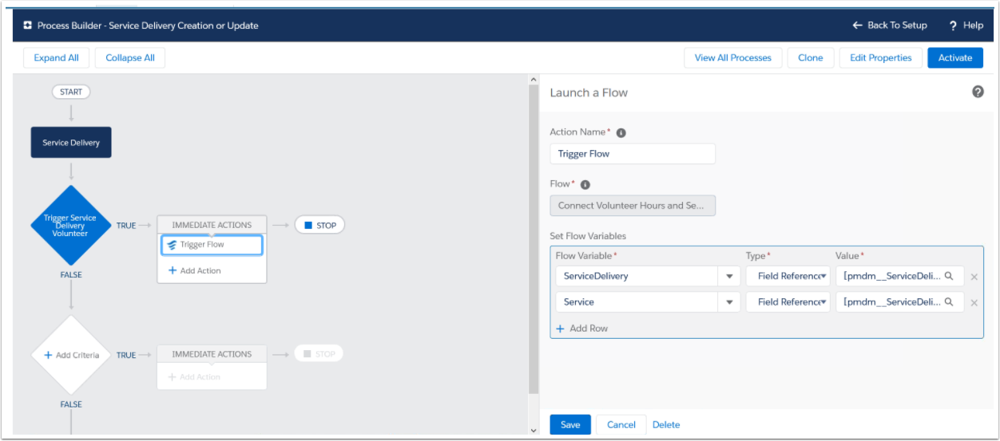 Process Builder - Service Delivery Creation or Update
Back To Setup
? Help
Expand All
Collapse All
View All Processes
Clone
Edit Properties
Activate
START
Service Delivery
Trigger Service
Delivery
Volunteer
TRUE
IMMEDIATE ACTIONS
Trigger Flow
+ Add Action
STOP
FALSE
+ Add Criteria
TRUE
IMMEDIATE ACTIONS
+ Add Action
STOP
FALSE
Launch a Flow
Action Name*
Trigger Flow
Flow*
Connect Volunteer Hours and Se...
Set Flow Variables
Flow Variable* Type* Value*
ServiceDelivery Field Reference [pmdm__ServiceDeli...
Service Field Reference [pmdm__ServiceDeli...
+ Add Row
Save
Cancel
Delete